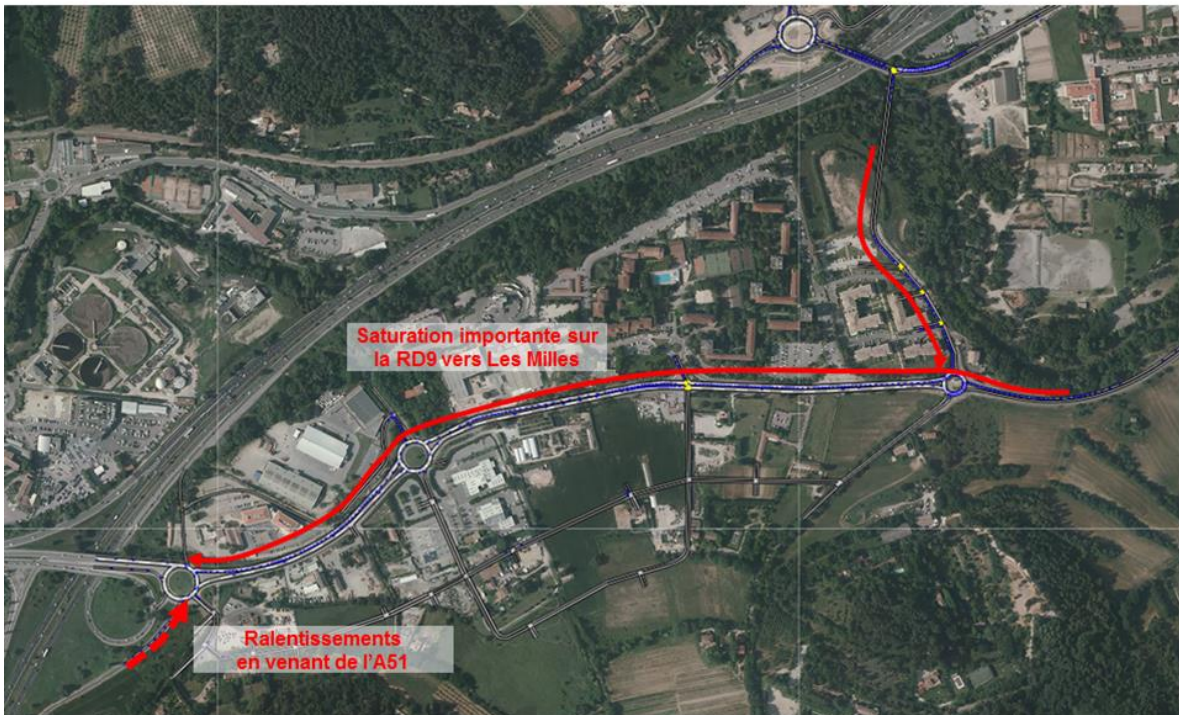 Saturation importante sur
la RD9 vers Les Milles
Ralentissements
en venant de l'A51